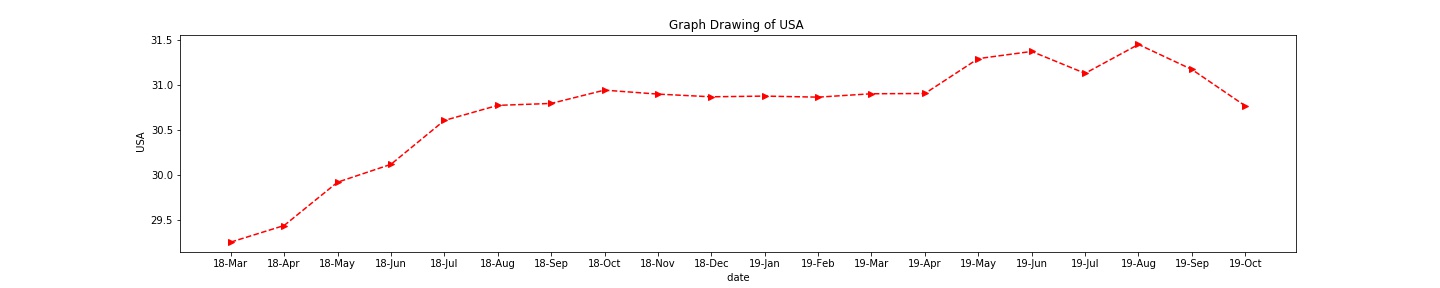 Graph Drawing of USA
31.5
31.0
30.5
30.0
29.5
USA
18-Mar 18-Apr 18-May 18-Jun 18-Jul 18-Aug 18-Sep 18-Oct 18-Nov 18-Dec 19-Jan 19-Feb 19-Mar 19-Apr 19-May 19-Jun 19-Jul 19-Aug 19-Sep 19-Oct
date